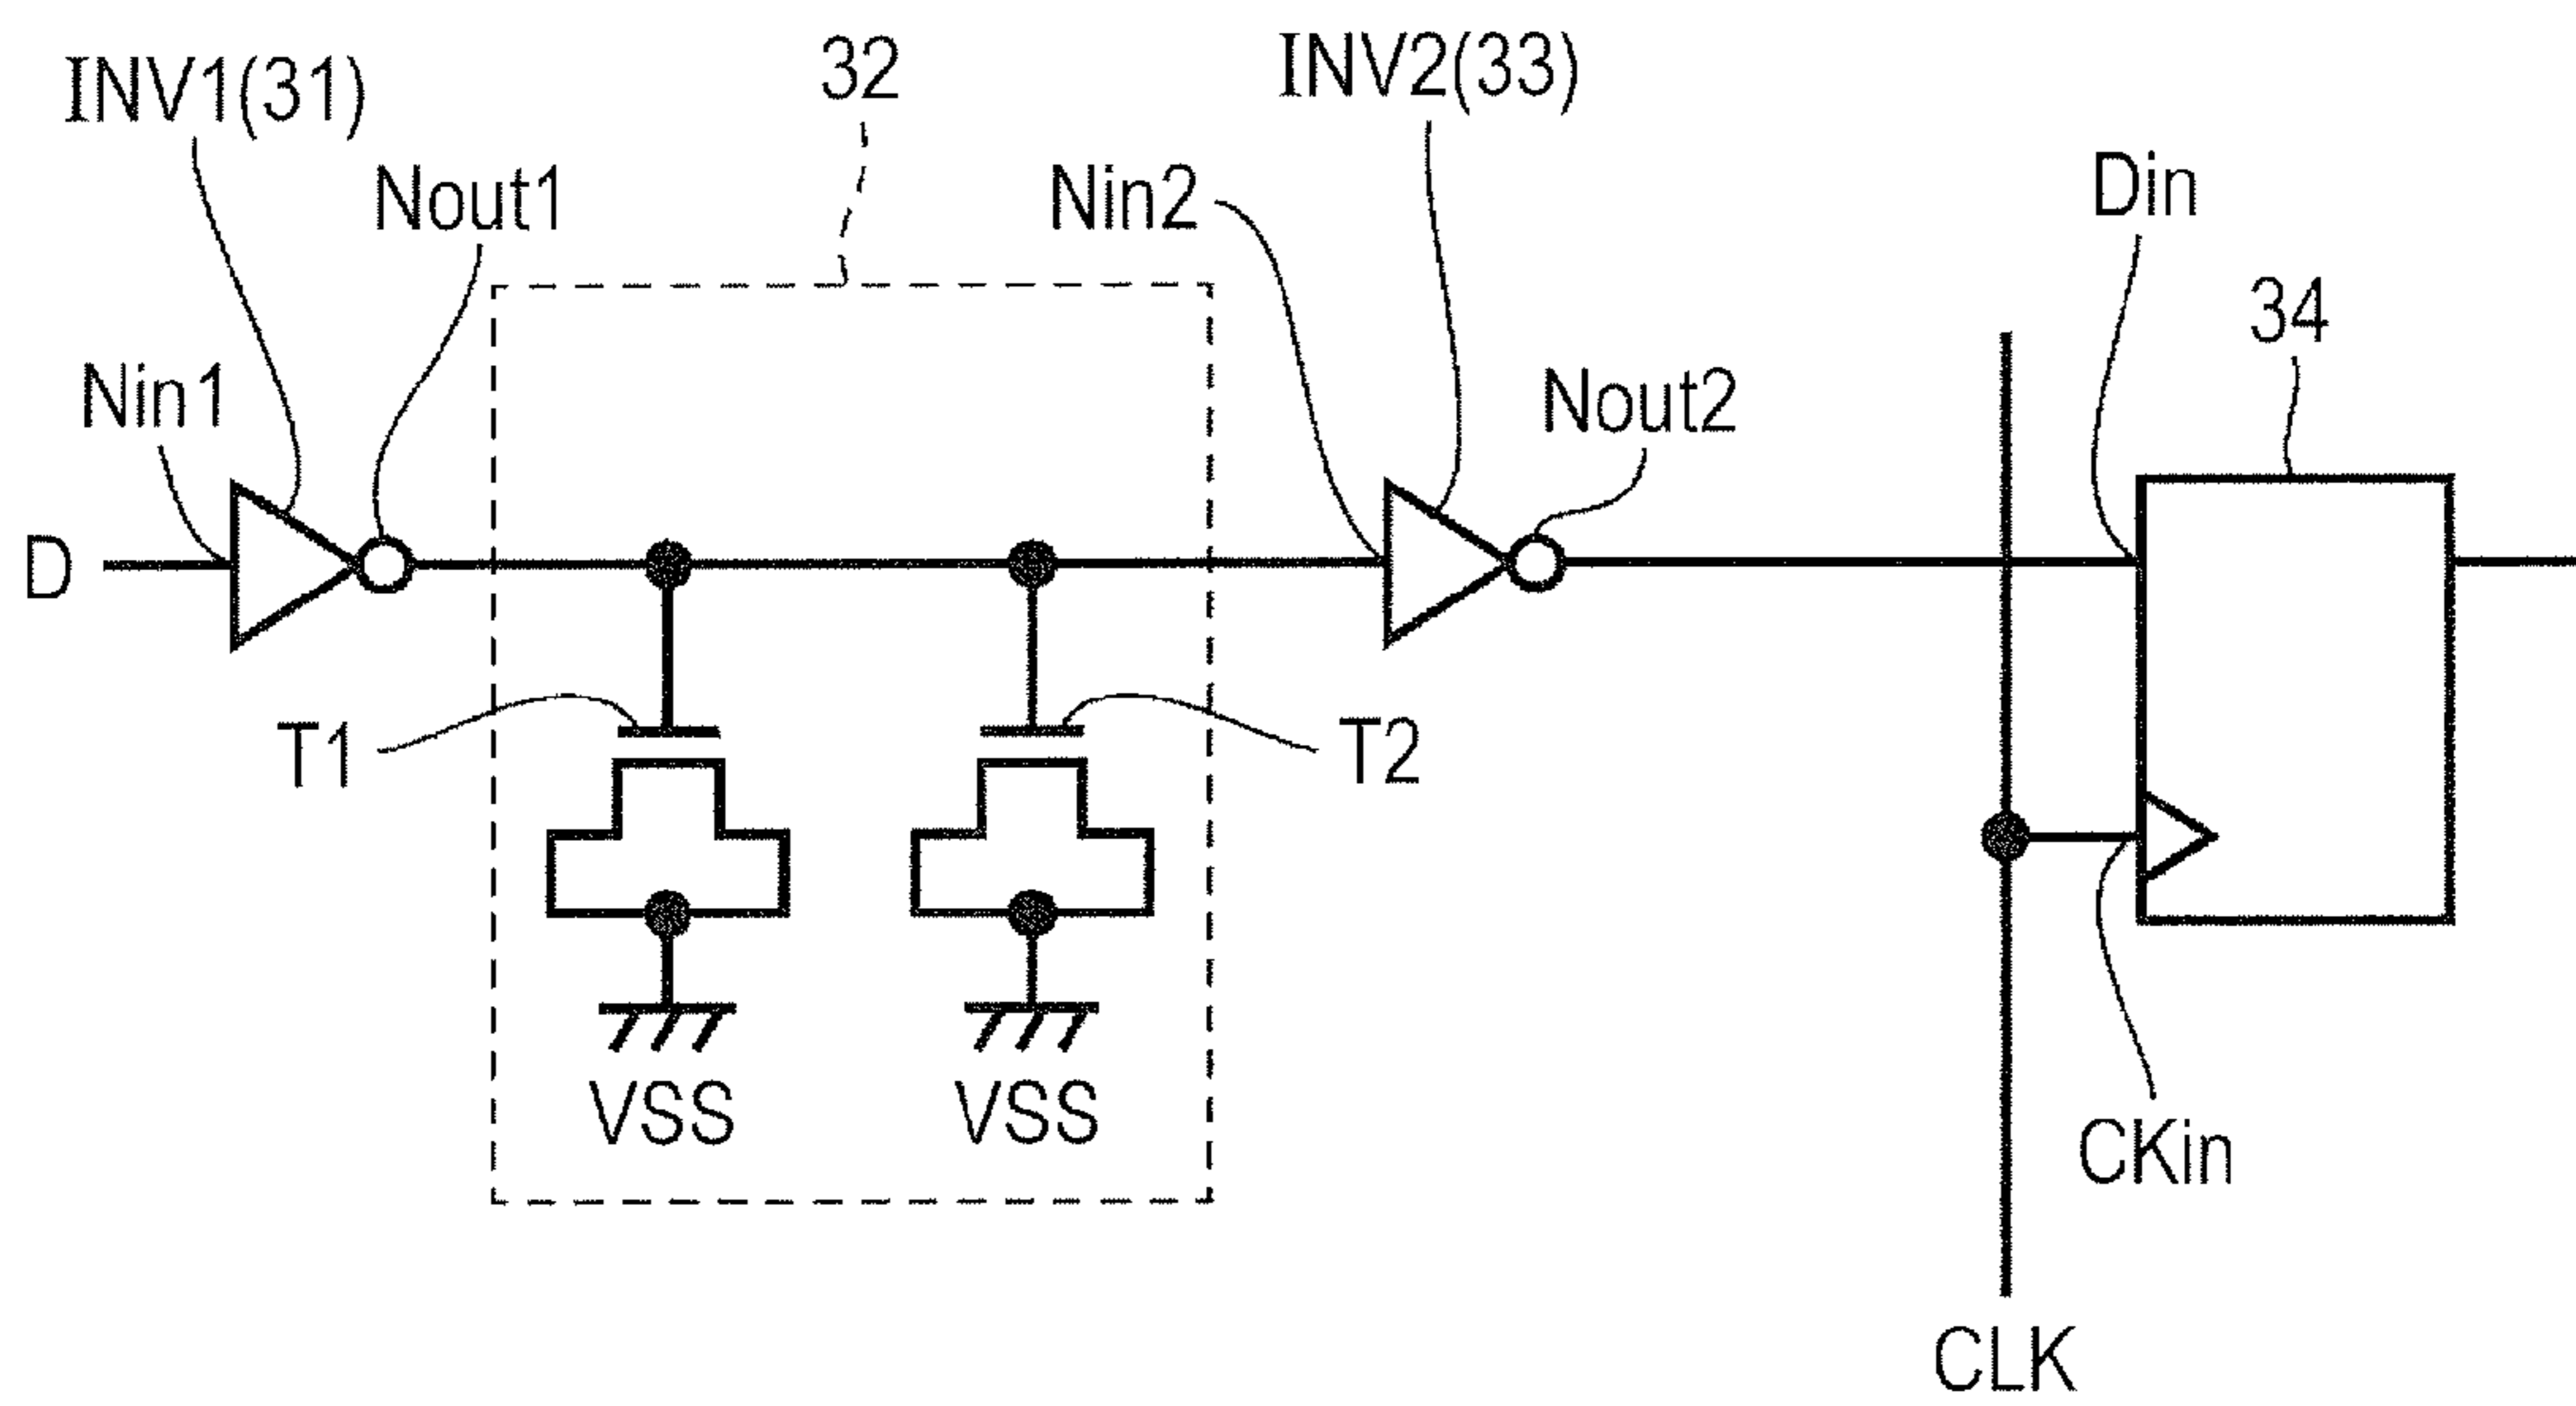 INV1(31)
32
INV2(33)
Nout1
Nin2
Din
34
Nin1
Nout2
D
T1
T2
VSS
VSS
CKin
CLK